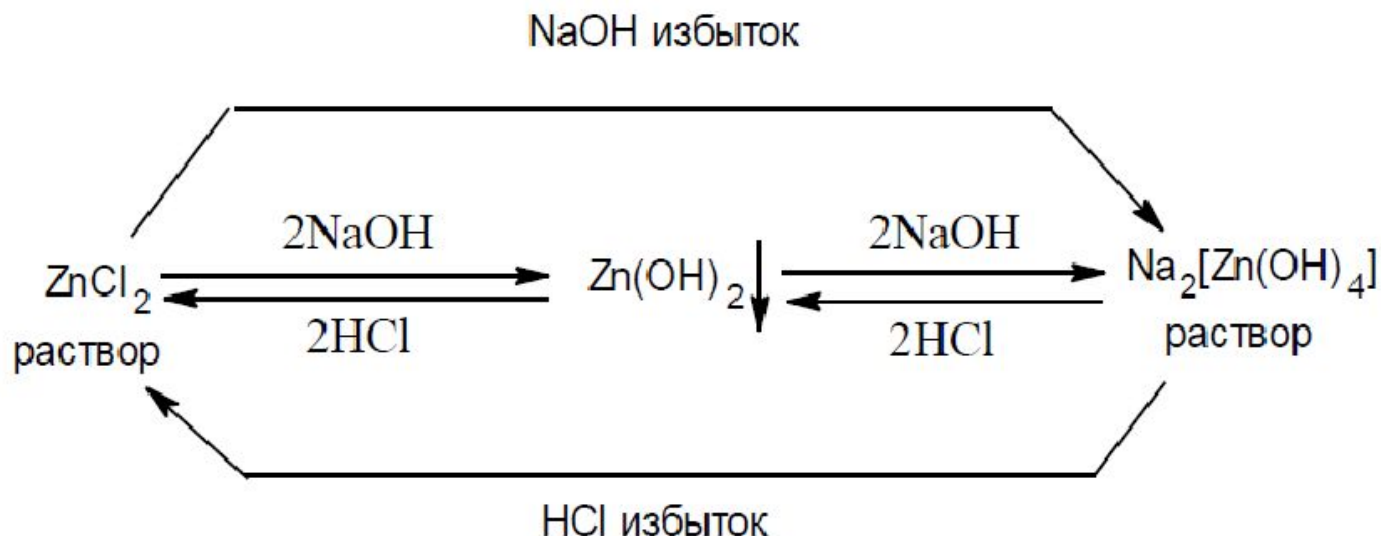 NaOH избыток
2NaOH 2NaOH
ZnCl2 Zn(OH)2 Na2[Zn(OH)4]
2HCl 2HCl
раствор раствор
HCl избыток